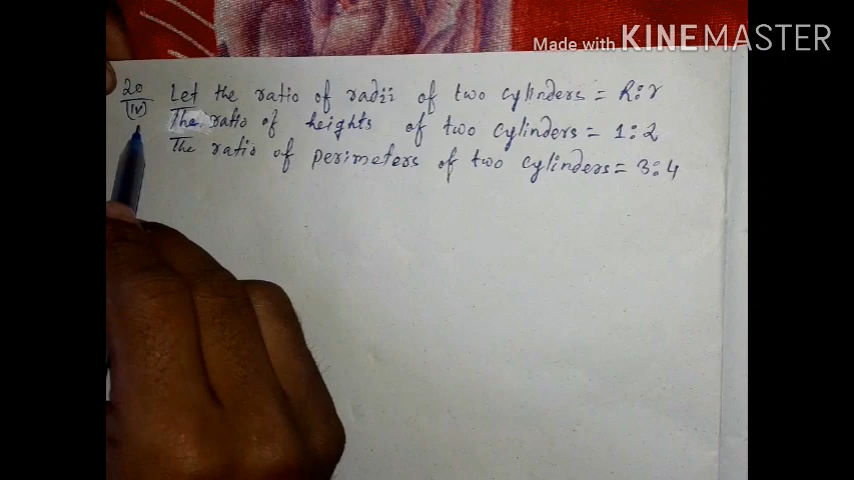 Made with KINEMASTER
20 Let the ratio of radii of two cylinders = R:r
(iv) The ratio of heights of two cylinders = 1:2
The ratio of perimeters of two cylinders = 3:4